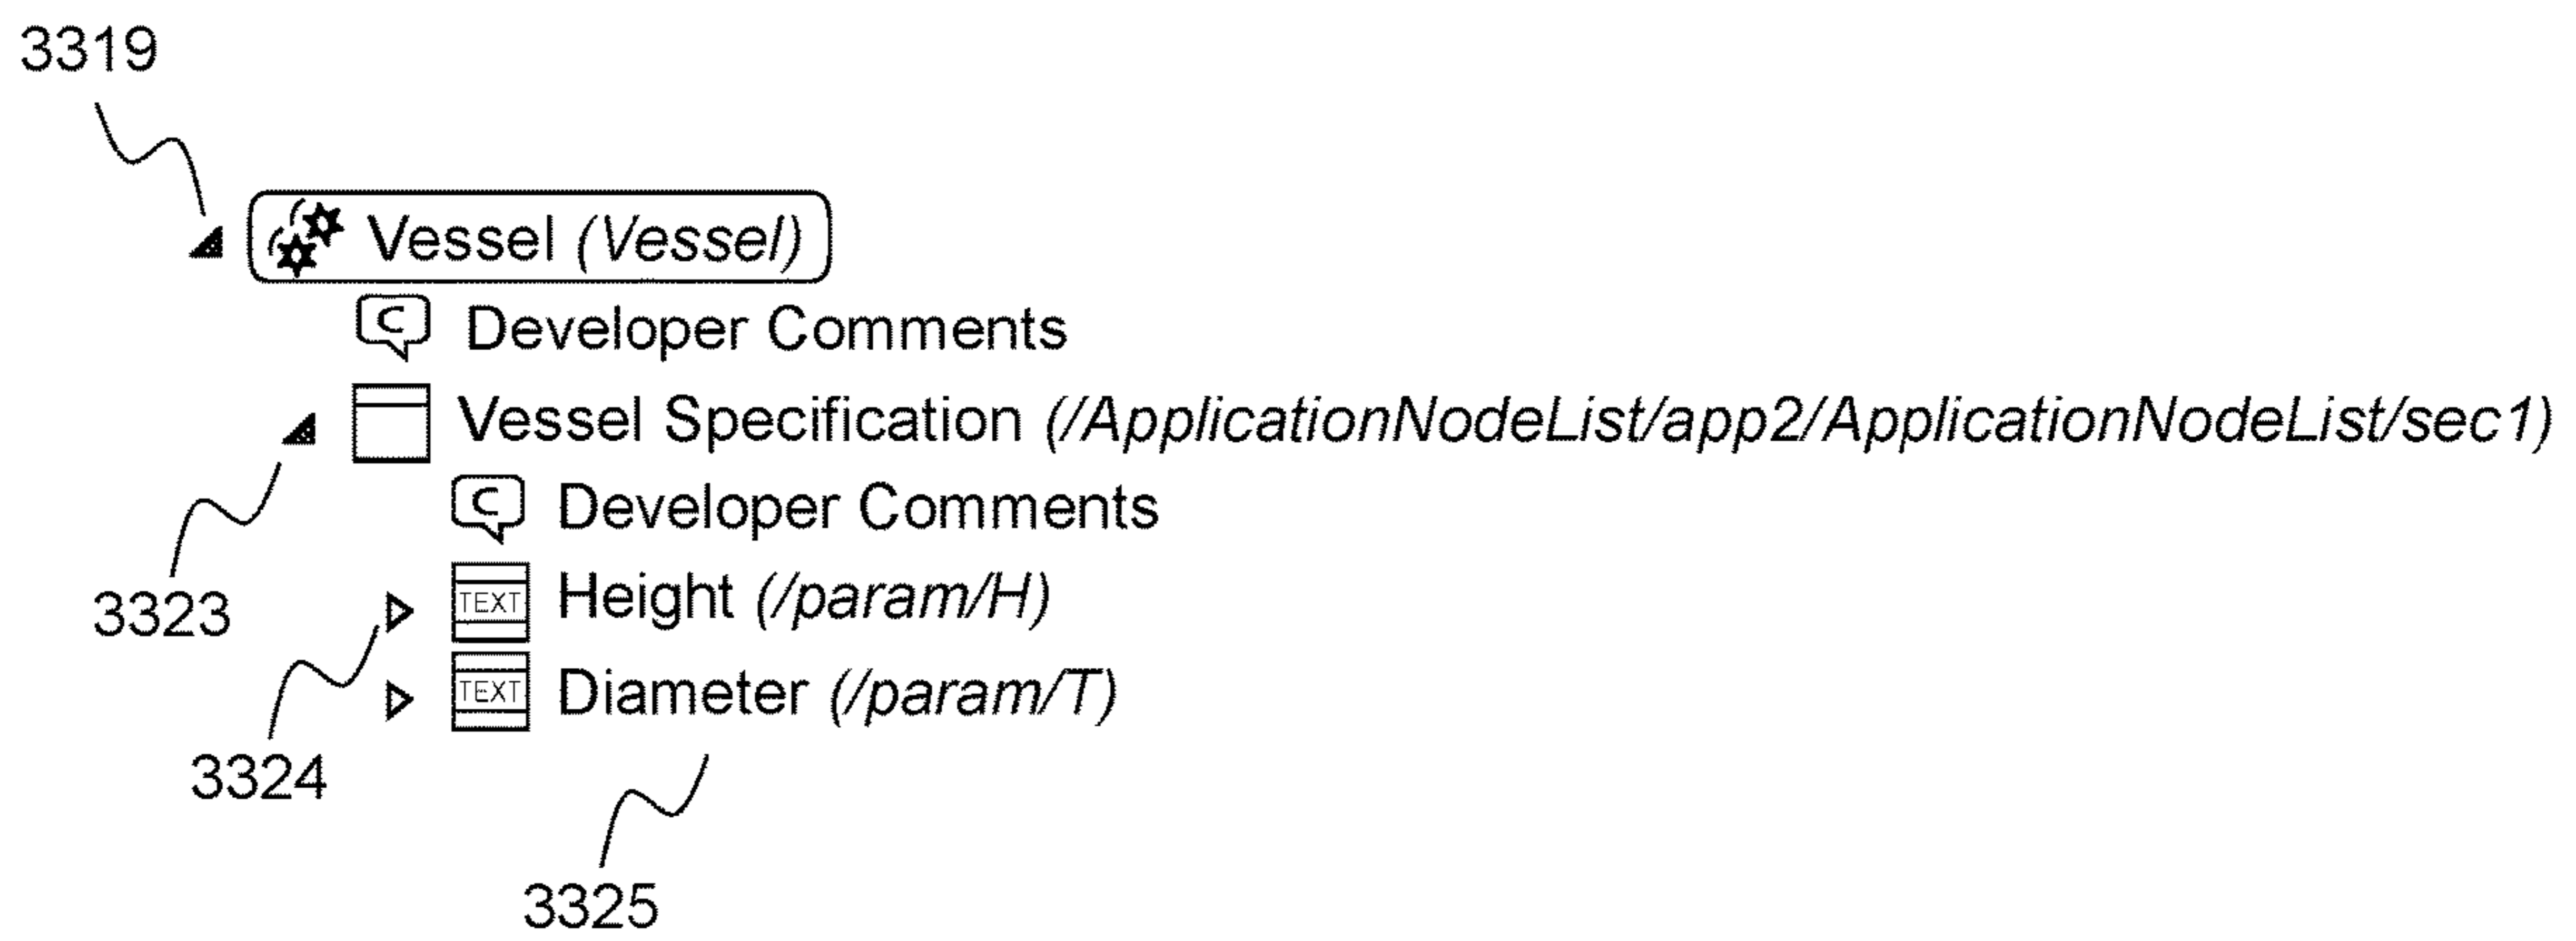 3319
Vessel (Vessel)
C Developer Comments
Vessel Specification (/ApplicationNodeList/app2/ApplicationNodeList/sec1)
C Developer Comments
3323
TEXT Height (/param/H)
TEXT Diameter (/param/T)
3324
3325